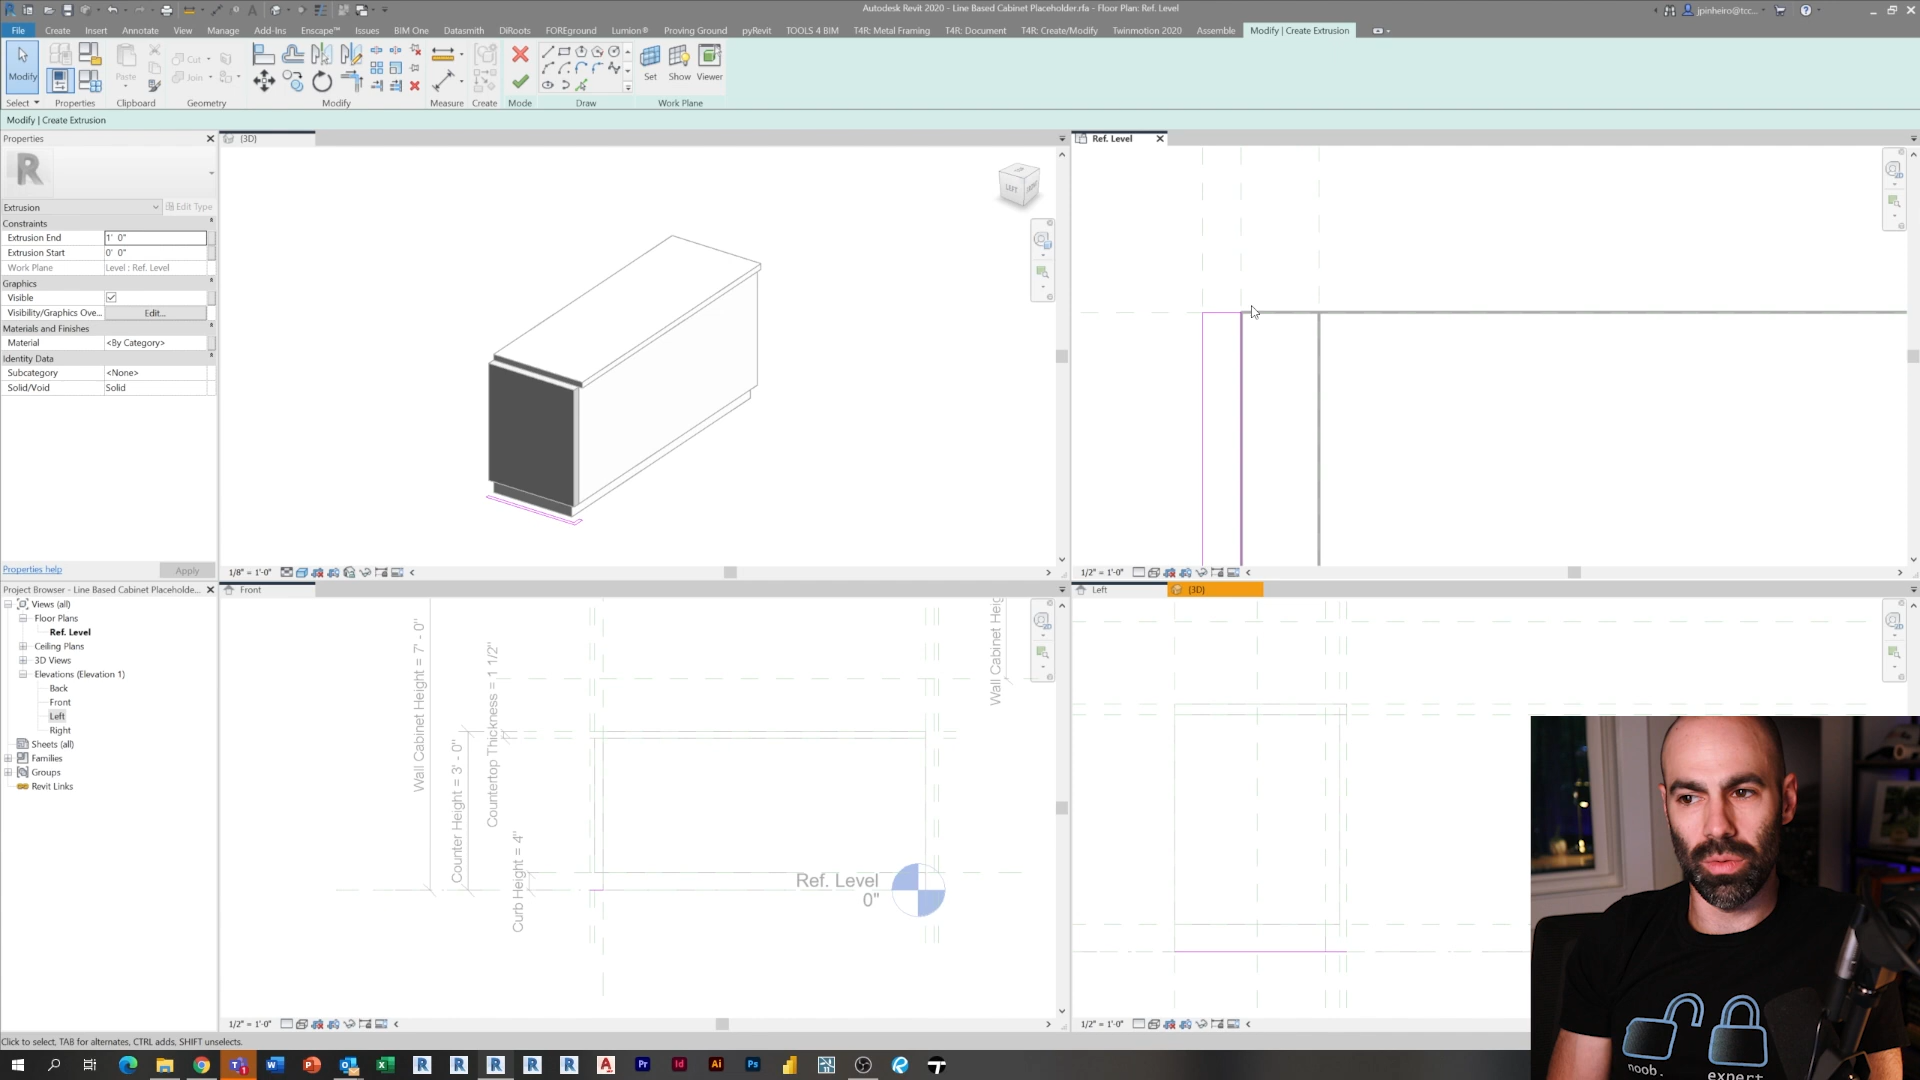 Autodesk Revit 2020 - Line Based Cabinet Placeholder.rfa - Floor Plan: Ref. Level
jpinheiro@tcc...
File Create Insert Annotate View Manage Add-Ins Enscape™ Issues BIM One Datasmith DiRoots FOREground Lumion® Proving Ground pyRevit TOOLS 4 BIM T4R: Metal Framing T4R: Document T4R: Create/Modify Twinmotion 2020 Assemble Modify | Create Extrusion
Cut
Join
Modify Paste Set Show Viewer
Select Properties Clipboard Geometry Modify Measure Create Mode Draw Work Plane
Modify | Create Extrusion
Properties
R
Extrusion
Edit Type
Constraints
Extrusion End 1' 0"
Extrusion Start 0' 0"
Work Plane Level : Ref. Level
Graphics
Visible
Visibility/Graphics Ove... Edit...
Materials and Finishes
Material <By Category>
Identity Data
Subcategory <None>
Solid/Void Solid
Properties help Apply
Project Browser - Line Based Cabinet Placeholde...
Views (all)
Floor Plans
Ref. Level
Ceiling Plans
3D Views
Elevations (Elevation 1)
Back
Front
Left
Right
Sheets (all)
Families
Groups
Revit Links
{3D}
LEFT
1/8" = 1'-0"
Ref. Level
1/2" = 1'-0"
Front
Wall Cabinet Height = 7' - 0"
Counter Height = 3' - 0"
Countertop Thickness = 1 1/2"
Curb Height = 4"
Wall Cabinet Heig
Ref. Level
0"
1/2" = 1'-0"
Left
{3D}
1/2" = 1'-0"
noob. expert
Click to select, TAB for alternates, CTRL adds, SHIFT unselects.